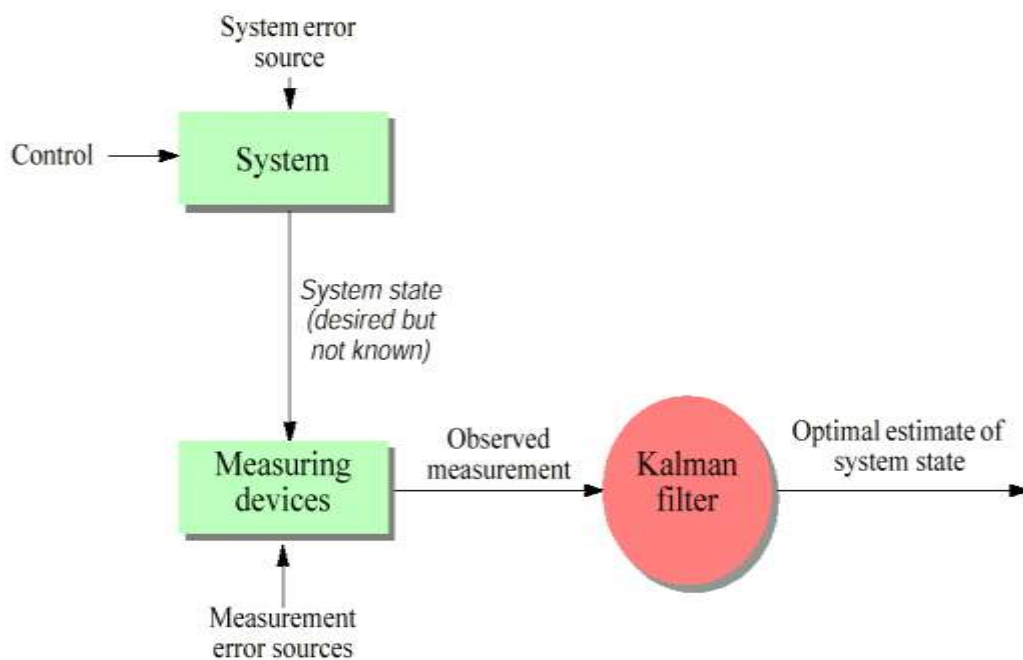 System error
source
Control
System
System state
(desired but
not known)
Measuring
devices
Observed
measurement
Kalman
filter
Optimal estimate of
system state
Measurement
error sources